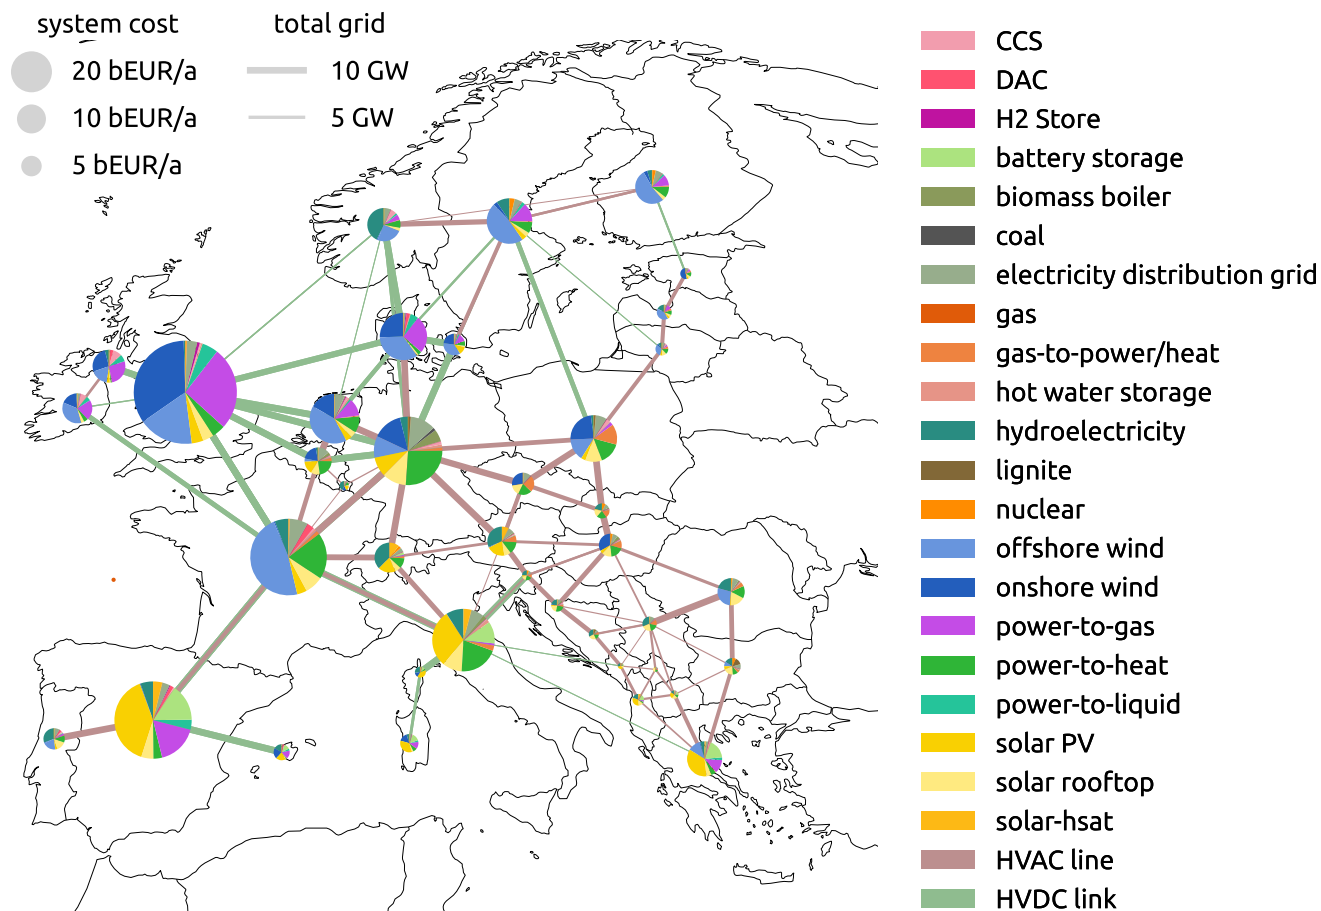 system cost
total grid
20 bEUR/a
10 GW
10 bEUR/a
5 GW
5 bEUR/a
CCS
DAC
H2 Store
battery storage
biomass boiler
coal
electricity distribution grid
gas
gas-to-power/heat
hot water storage
hydroelectricity
lignite
nuclear
offshore wind
onshore wind
power-to-gas
power-to-heat
power-to-liquid
solar PV
solar rooftop
solar-hsat
HVAC line
HVDC link